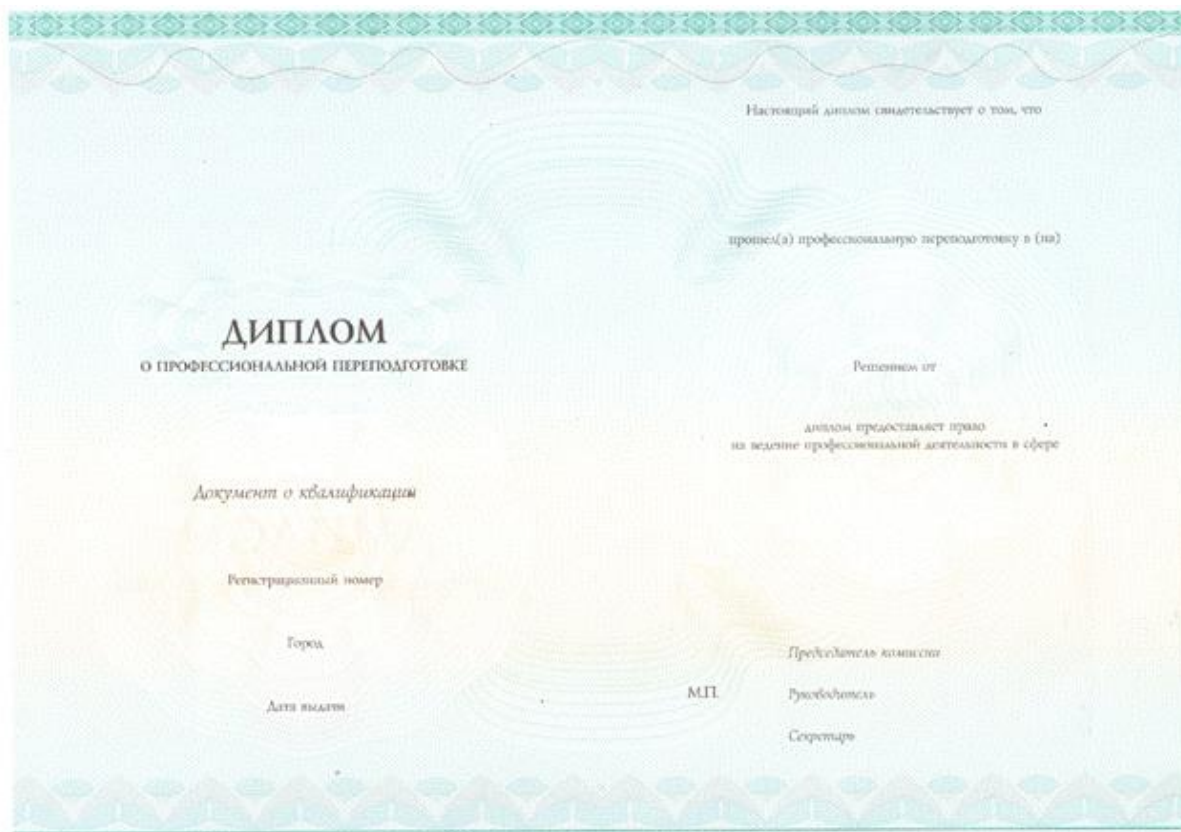 ДИПЛОМ
О ПРОФЕССИОНАЛЬНОЙ ПЕРЕПОДГОТОВКЕ
Документ о квалификации
Регистрационный номер
Город
Дата выдачи
Настоящий диплом свидетельствует о том, что
прошел(а) профессиональную переподготовку в (на)
Решением от
диплом предоставляет право
на ведение профессиональной деятельности в сфере
М.П.
Председатель комиссии
Руководитель
Секретарь